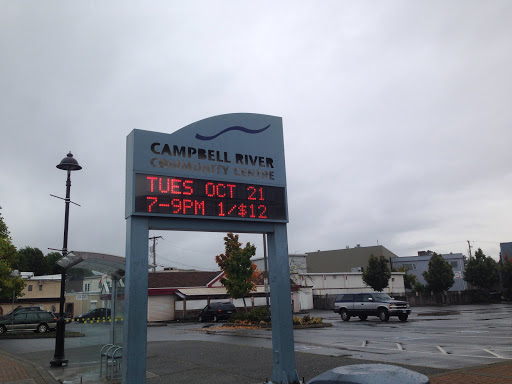 CAMPBELL RIVER
COMMUNITY CENTRE
TUES OCT 21
7-9PM 1/$12